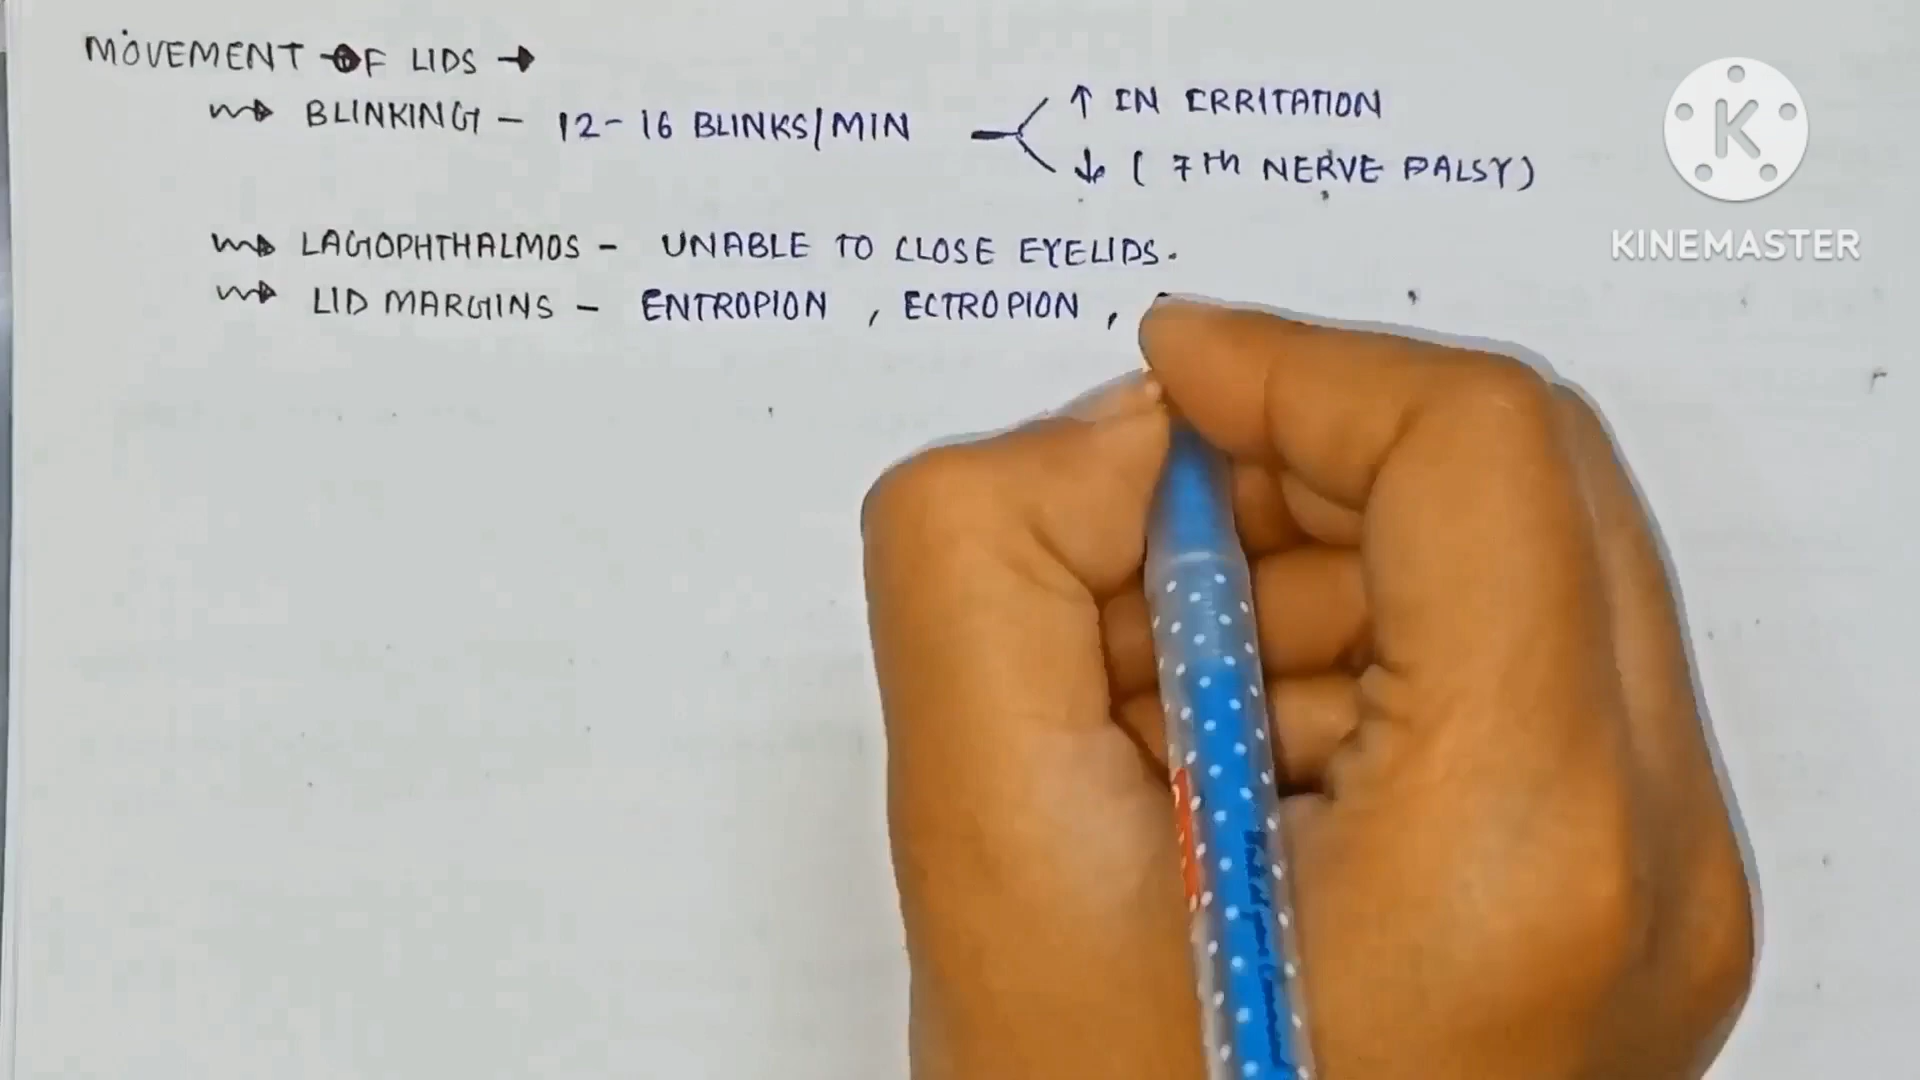 MOVEMENT OF LIDS →
BLINKING - 12-16 BLINKS/MIN
↑ IN IRRITATION
↓ ( 7th NERVE PALSY )
LAGOPHTHALMOS - UNABLE TO CLOSE EYELIDS.
LID MARGINS - ENTROPION , ECTROPION ,
K
KINEMASTER